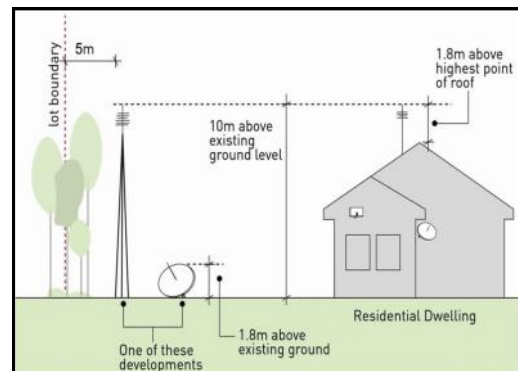 lot boundary
5m
1.8m above
highest point
of roof
10m above
existing
ground level
Residential Dwelling
One of these
developments
1.8m above
existing ground